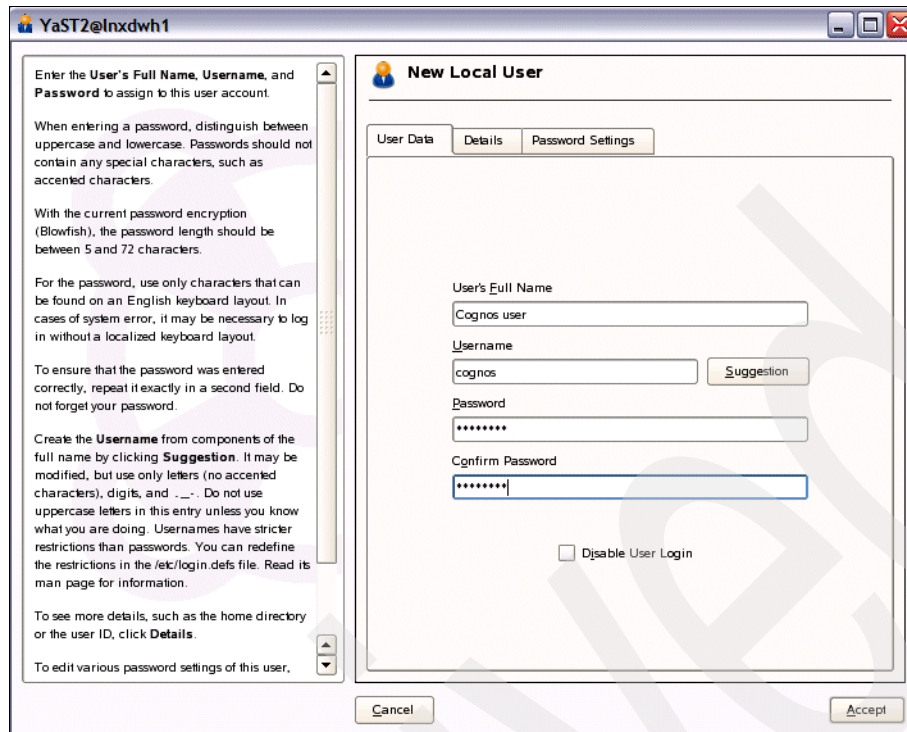 YaST2@lnxdwh1
Enter the User's Full Name, Username, and
Password to assign to this user account.
When entering a password, distinguish between
uppercase and lowercase. Passwords should not
contain any special characters, such as
accented characters.
With the current password encryption
(Blowfish), the password length should be
between 5 and 72 characters.
For the password, use only characters that can
be found on an English keyboard layout. In
cases of system error, it may be necessary to log
in without a localized keyboard layout.
To ensure that the password was entered
correctly, repeat it exactly in a second field. Do
not forget your password.
Create the Username from components of the
full name by clicking Suggestion. It may be
modified, but use only letters (no accented
characters), digits, and ._-. Do not use
uppercase letters in this entry unless you know
what you are doing. Usernames have stricter
restrictions than passwords. You can redefine
the restrictions in the /etc/login.defs file. Read its
man page for information.
To see more details, such as the home directory
or the user ID, click Details.
To edit various password settings of this user,
New Local User
User Data Details Password Settings
User's Full Name
Cognos user
Username
cognos Suggestion
Password
********
Confirm Password
********
Disable User Login
Cancel Accept